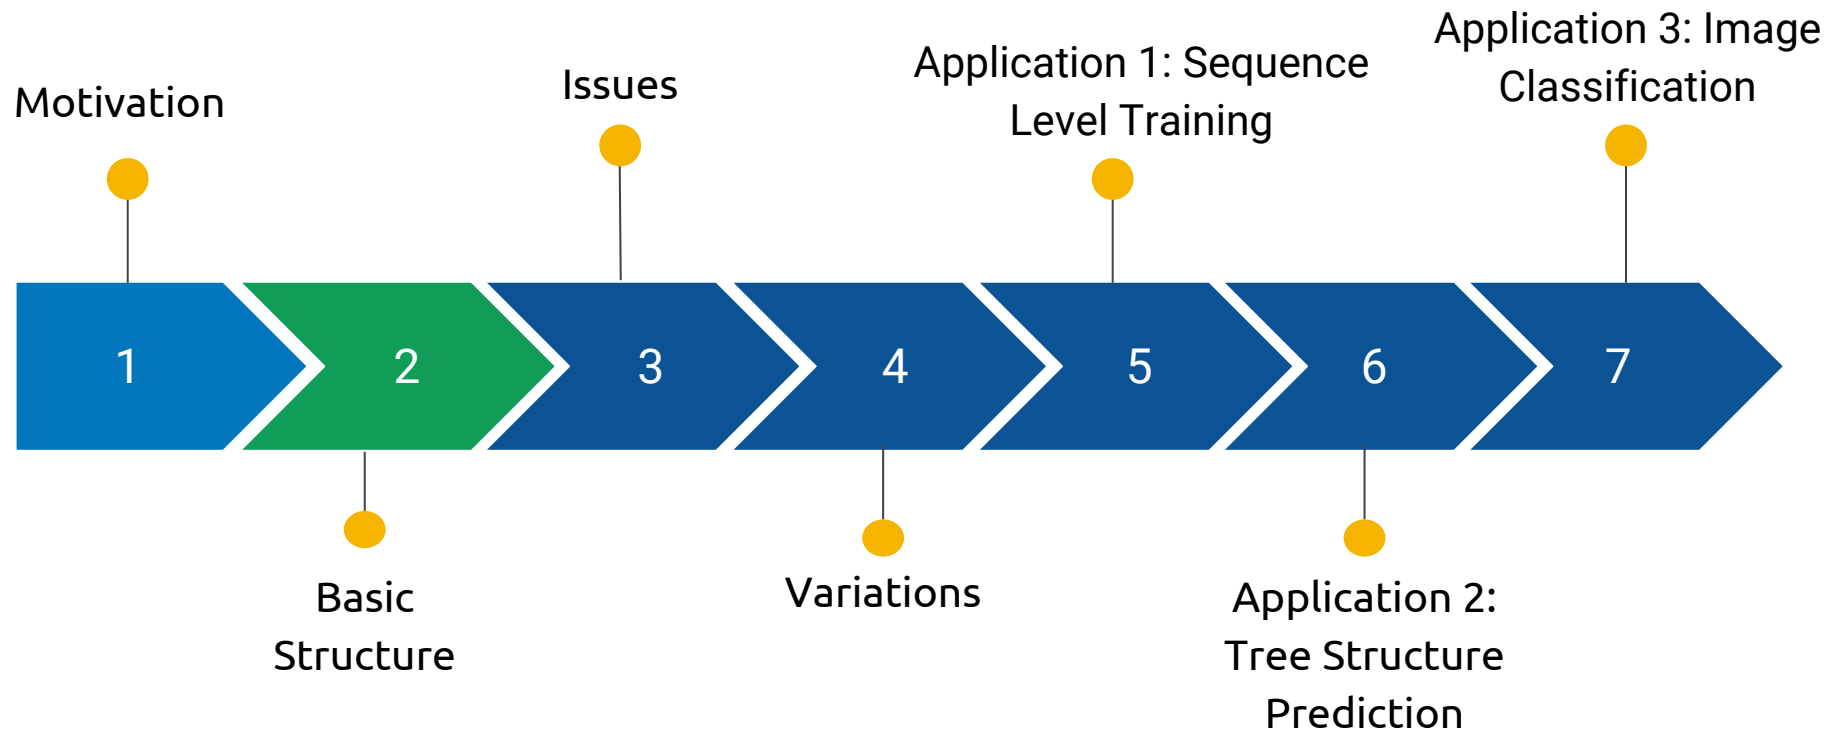 Motivation
Issues
Application 1: Sequence
Level Training
Application 3: Image
Classification
1
2
3
4
5
6
7
Basic
Structure
Variations
Application 2:
Tree Structure
Prediction